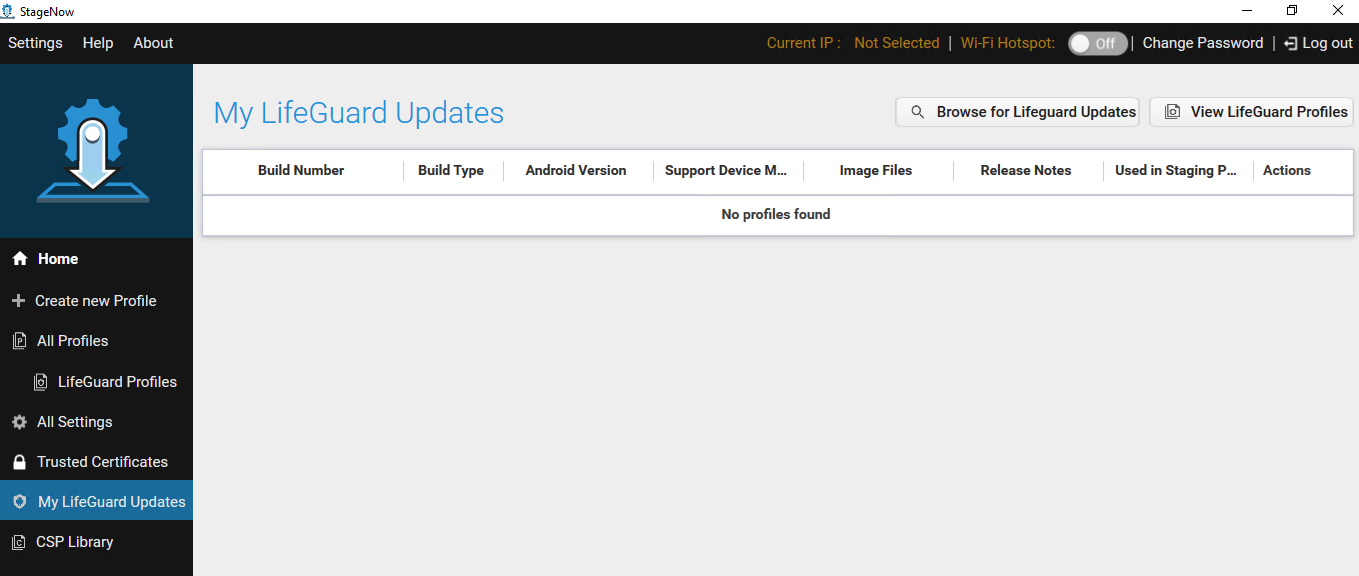 StageNow
Settings Help About Current IP : Not Selected | Wi-Fi Hotspot: Off | Change Password | Log out
My LifeGuard Updates
Browse for Lifeguard Updates View LifeGuard Profiles
Build Number Build Type Android Version Support Device M... Image Files Release Notes Used in Staging P... Actions
No profiles found
Home
Create new Profile
All Profiles
LifeGuard Profiles
All Settings
Trusted Certificates
My LifeGuard Updates
CSP Library